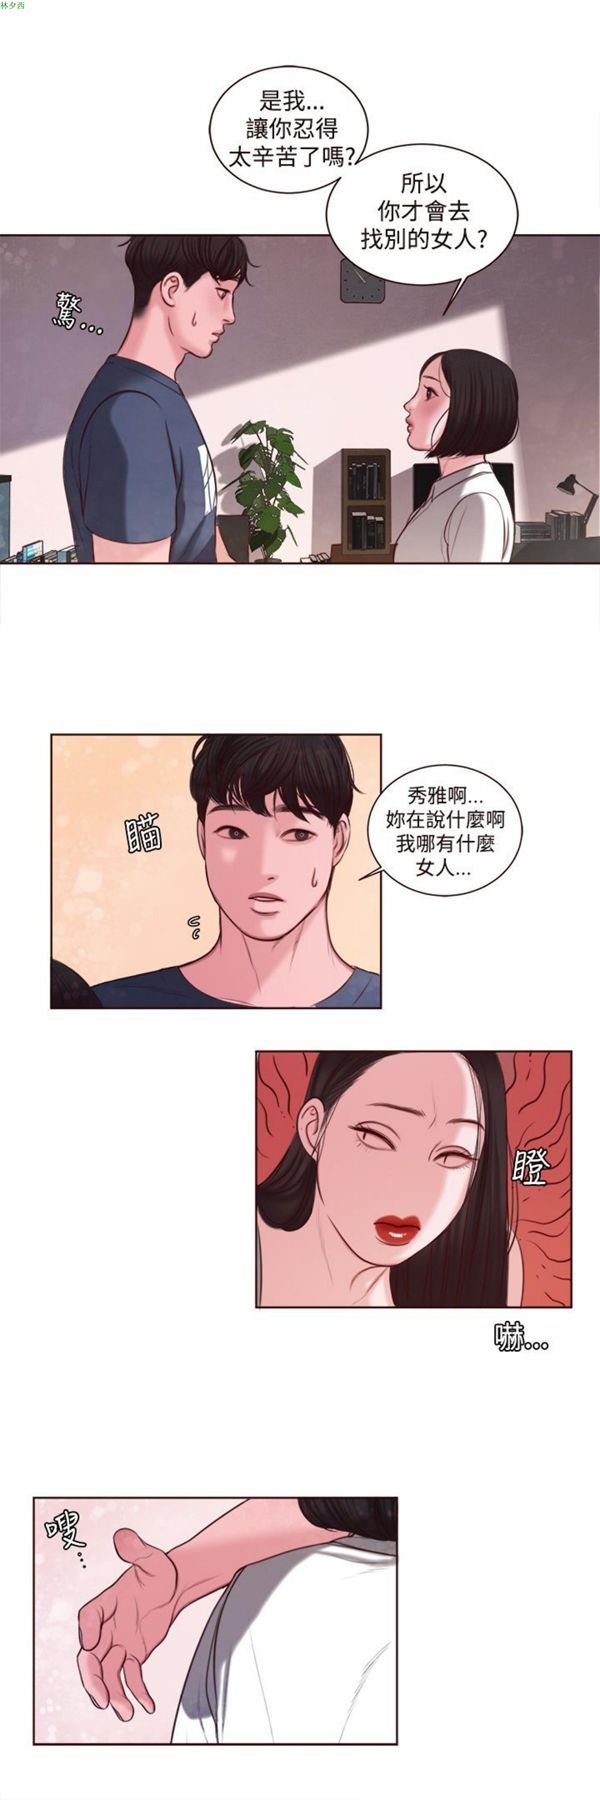 林夕西
是我...
讓你忍得
太辛苦了嗎?
所以
你才會去
找別的女人?
驚...
瞄
秀雅啊...
妳在說什麼啊
我哪有什麼
女人...
瞪
嚇...
嗖...